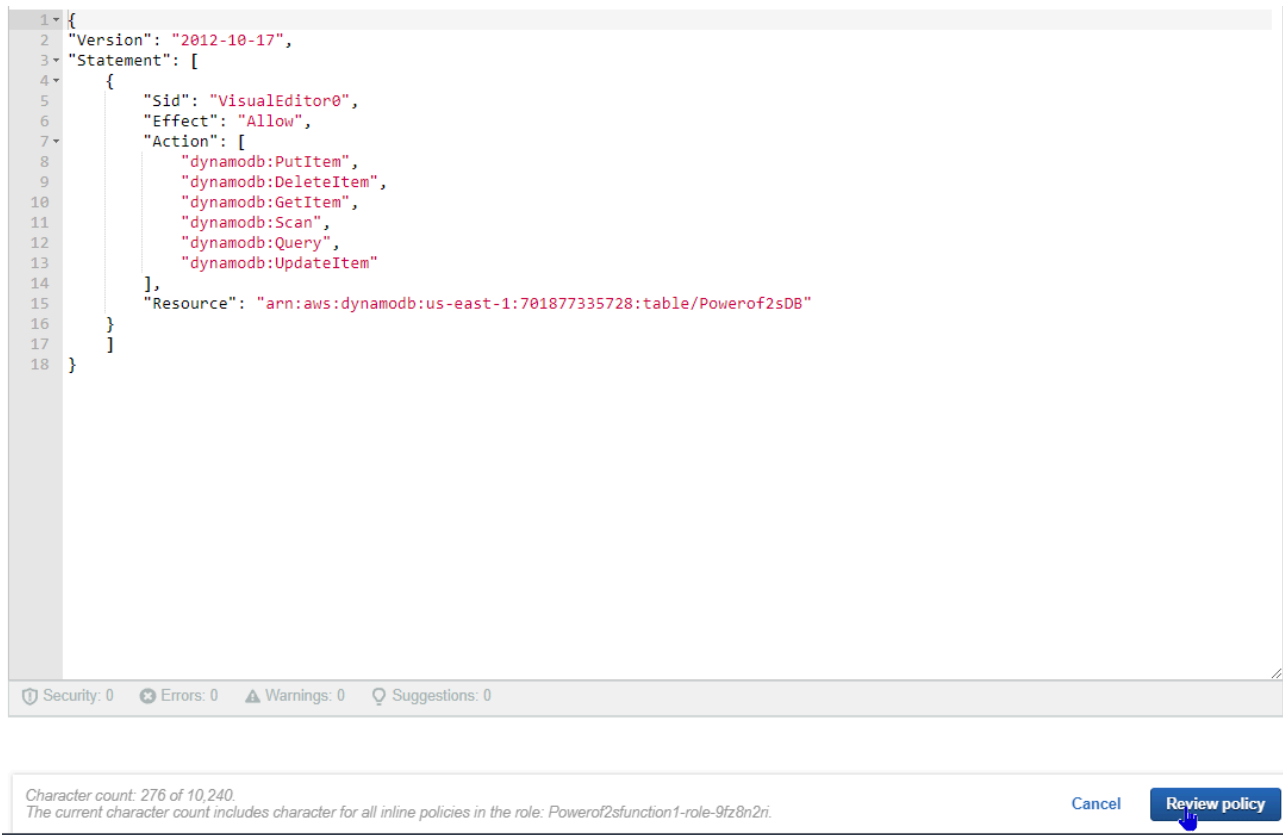 1 {
2 "Version": "2012-10-17",
3 "Statement": [
4 {
5 "Sid": "VisualEditor0",
6 "Effect": "Allow",
7 "Action": [
8 "dynamodb:PutItem",
9 "dynamodb:DeleteItem",
10 "dynamodb:GetItem",
11 "dynamodb:Scan",
12 "dynamodb:Query",
13 "dynamodb:UpdateItem"
14 ],
15 "Resource": "arn:aws:dynamodb:us-east-1:701877335728:table/Powerof2sDB"
16 }
17 ]
18 }
Security: 0 Errors: 0 Warnings: 0 Suggestions: 0
Character count: 276 of 10,240.
The current character count includes character for all inline policies in the role: Powerof2sfunction1-role-9fz8n2ri.
Cancel Review policy